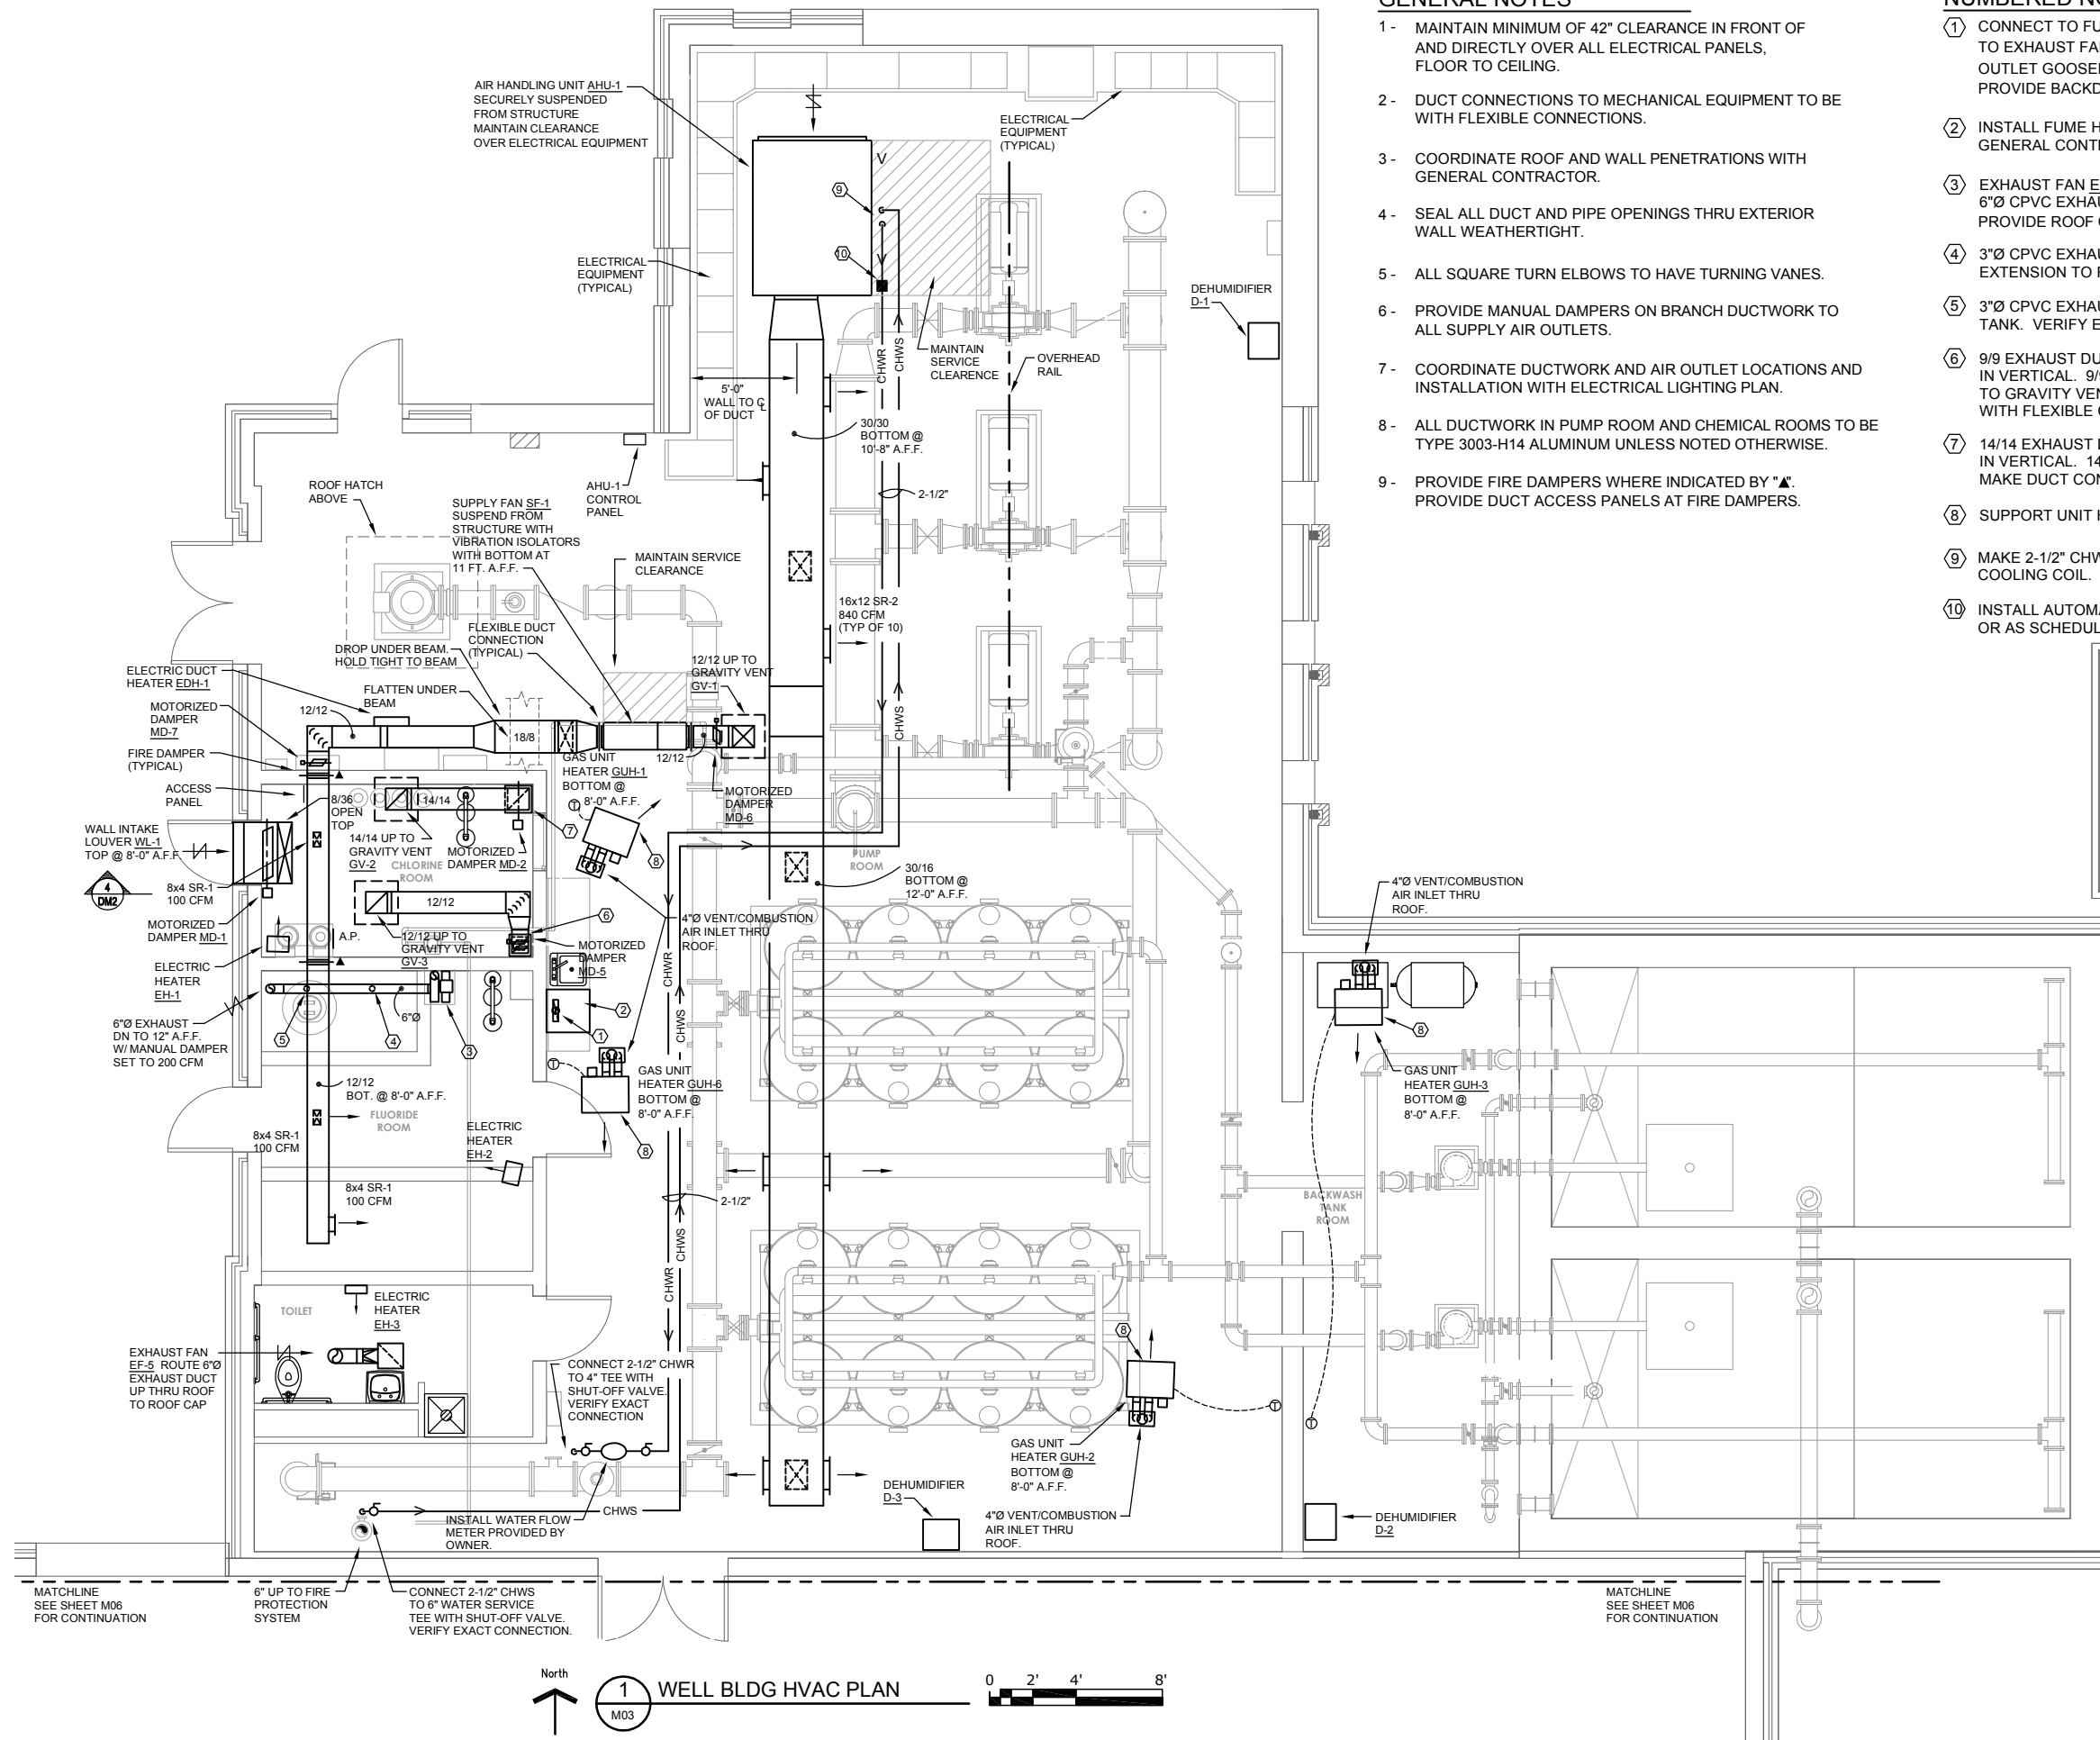 GENERAL NOTES
1 - MAINTAIN MINIMUM OF 42" CLEARANCE IN FRONT OF
AND DIRECTLY OVER ALL ELECTRICAL PANELS,
FLOOR TO CEILING.
2 - DUCT CONNECTIONS TO MECHANICAL EQUIPMENT TO BE
WITH FLEXIBLE CONNECTIONS.
3 - COORDINATE ROOF AND WALL PENETRATIONS WITH
GENERAL CONTRACTOR.
4 - SEAL ALL DUCT AND PIPE OPENINGS THRU EXTERIOR
WALL WEATHERTIGHT.
5 - ALL SQUARE TURN ELBOWS TO HAVE TURNING VANES.
6 - PROVIDE MANUAL DAMPERS ON BRANCH DUCTWORK TO
ALL SUPPLY AIR OUTLETS.
7 - COORDINATE DUCTWORK AND AIR OUTLET LOCATIONS AND
INSTALLATION WITH ELECTRICAL LIGHTING PLAN.
8 - ALL DUCTWORK IN PUMP ROOM AND CHEMICAL ROOMS TO BE
TYPE 3003-H14 ALUMINUM UNLESS NOTED OTHERWISE.
9 - PROVIDE FIRE DAMPERS WHERE INDICATED BY "▲".
PROVIDE DUCT ACCESS PANELS AT FIRE DAMPERS.
NUMBERED
1 CONNECT TO
TO EXHAUST
OUTLET
PROVIDE
2 INSTALL FUME
GENERAL
3 EXHAUST FAN
6"Ø CPVC
PROVIDE ROOF
4 3"Ø CPVC
EXTENSION TO
5 3"Ø CPVC
TANK. VERIFY
6 9/9 EXHAUST
IN VERTICAL.
TO GRAVITY
WITH FLEXIBLE
7 14/14 EXHAUST
IN VERTICAL.
MAKE DUCT
8 SUPPORT UNIT
9 MAKE 2-1/2"
COOLING COIL.
10 INSTALL
OR AS
AIR HANDLING UNIT AHU-1
SECURELY SUSPENDED
FROM STRUCTURE
MAINTAIN CLEARANCE
OVER ELECTRICAL EQUIPMENT
ELECTRICAL
EQUIPMENT
(TYPICAL)
V
9
10
ELECTRICAL
EQUIPMENT
(TYPICAL)
DEHUMIDIFIER
D-1
MAINTAIN
SERVICE
CLEARENCE
OVERHEAD
RAIL
CHWR
CHWS
5'-0"
WALL TO ℄
OF DUCT
30/30
BOTTOM @
10'-8" A.F.F.
2-1/2"
AHU-1
CONTROL
PANEL
ROOF HATCH
ABOVE
SUPPLY FAN SF-1
SUSPEND FROM
STRUCTURE WITH
VIBRATION ISOLATORS
WITH BOTTOM AT
11 FT. A.F.F.
MAINTAIN SERVICE
CLEARANCE
16x12 SR-2
840 CFM
(TYP OF 10)
FLEXIBLE DUCT
CONNECTION
(TYPICAL)
DROP UNDER BEAM.
HOLD TIGHT TO BEAM
12/12 UP TO
GRAVITY VENT
GV-1
ELECTRIC DUCT
HEATER EDH-1
FLATTEN UNDER
BEAM
MOTORIZED
DAMPER
MD-7
12/12
18/8
12/12
CHWS
FIRE DAMPER
(TYPICAL)
GAS UNIT
HEATER GUH-1
BOTTOM @
8'-0" A.F.F.
T
MOTORIZED
DAMPER
MD-6
ACCESS
PANEL
8/36
OPEN
TOP
14/14
7
8
WALL INTAKE
LOUVER WL-1
TOP @ 8'-0" A.F.F.
14/14 UP TO
GRAVITY VENT
GV-2
MOTORIZED
DAMPER MD-2
CHLORINE
ROOM
PUMP
ROOM
30/16
BOTTOM @
12'-0" A.F.F.
4
DM2
8x4 SR-1
100 CFM
12/12
6
4"Ø VENT/COMBUSTION
AIR INLET THRU
ROOF.
4"Ø VENT/COMBUSTION
AIR INLET THRU
ROOF.
MOTORIZED
DAMPER MD-1
A.P.
12/12 UP TO
GRAVITY VENT
GV-3
MOTORIZED
DAMPER
MD-5
ELECTRIC
HEATER
EH-1
CHWR
CHWS
6"Ø EXHAUST
DN TO 12" A.F.F.
W/ MANUAL DAMPER
SET TO 200 CFM
6"Ø
5
4
3
2
1
T
8
12/12
BOT. @ 8'-0" A.F.F.
FLUORIDE
ROOM
GAS UNIT
HEATER GUH-6
BOTTOM @
8'-0" A.F.F.
GAS UNIT
HEATER GUH-3
BOTTOM @
8'-0" A.F.F.
8x4 SR-1
100 CFM
ELECTRIC
HEATER
EH-2
8
8x4 SR-1
100 CFM
2-1/2"
BACKWASH
TANK
ROOM
CHWS
CHWR
TOILET
ELECTRIC
HEATER
EH-3
8
EXHAUST FAN
EF-5 ROUTE 6"Ø
EXHAUST DUCT
UP THRU ROOF
TO ROOF CAP
CONNECT 2-1/2" CHWR
TO 4" TEE WITH
SHUT-OFF VALVE.
VERIFY EXACT
CONNECTION
T
T
GAS UNIT
HEATER GUH-2
BOTTOM @
8'-0" A.F.F.
DEHUMIDIFIER
D-3
4"Ø VENT/COMBUSTION
AIR INLET THRU
ROOF.
DEHUMIDIFIER
D-2
CHWS
INSTALL WATER FLOW
METER PROVIDED BY
OWNER.
MATCHLINE
SEE SHEET M06
FOR CONTINUATION
6" UP TO FIRE
PROTECTION
SYSTEM
CONNECT 2-1/2" CHWS
TO 6" WATER SERVICE
TEE WITH SHUT-OFF VALVE.
VERIFY EXACT CONNECTION.
MATCHLINE
SEE SHEET M06
FOR CONTINUATION
North
1
M03
WELL BLDG HVAC PLAN
0 2' 4' 8'